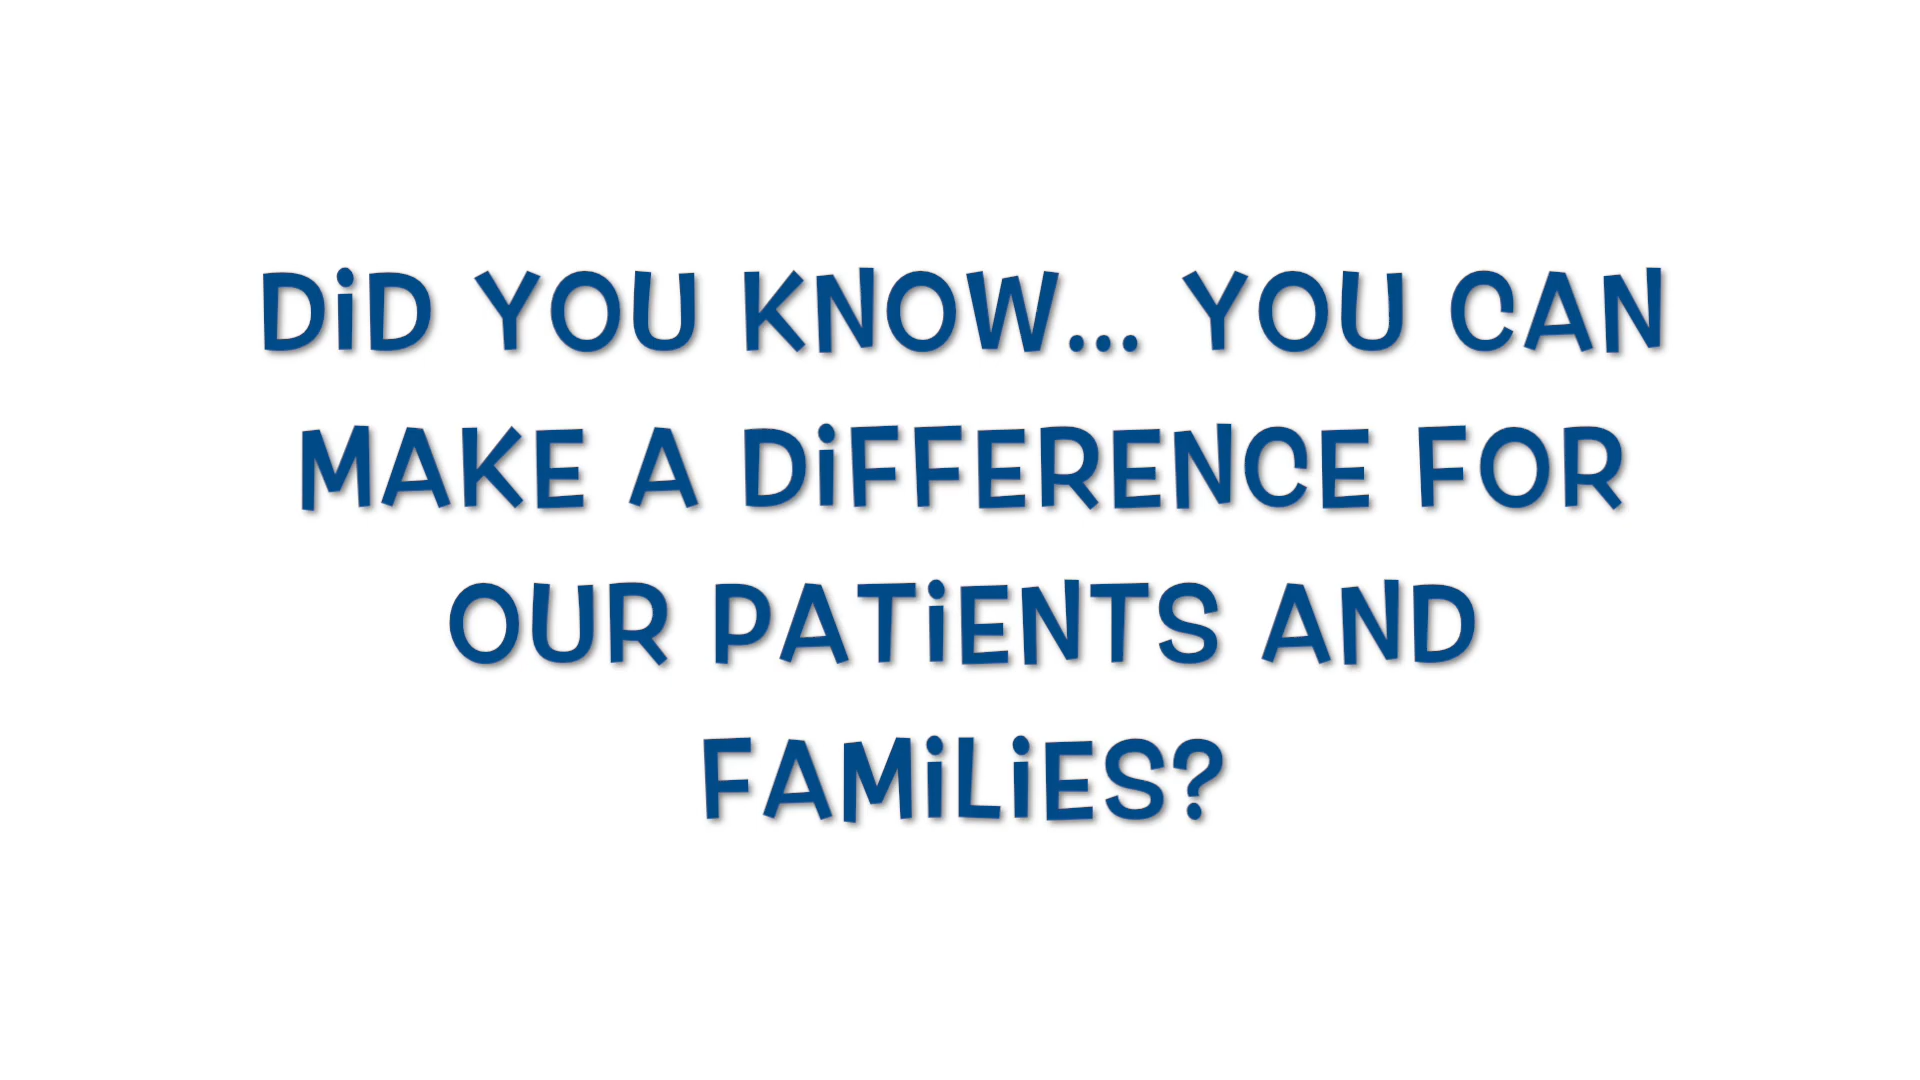 DiD YOU KNOW... YOU CAN
MAKE A DiFFERENCE FOR
OUR PATiENTS AND
FAMiLiES?